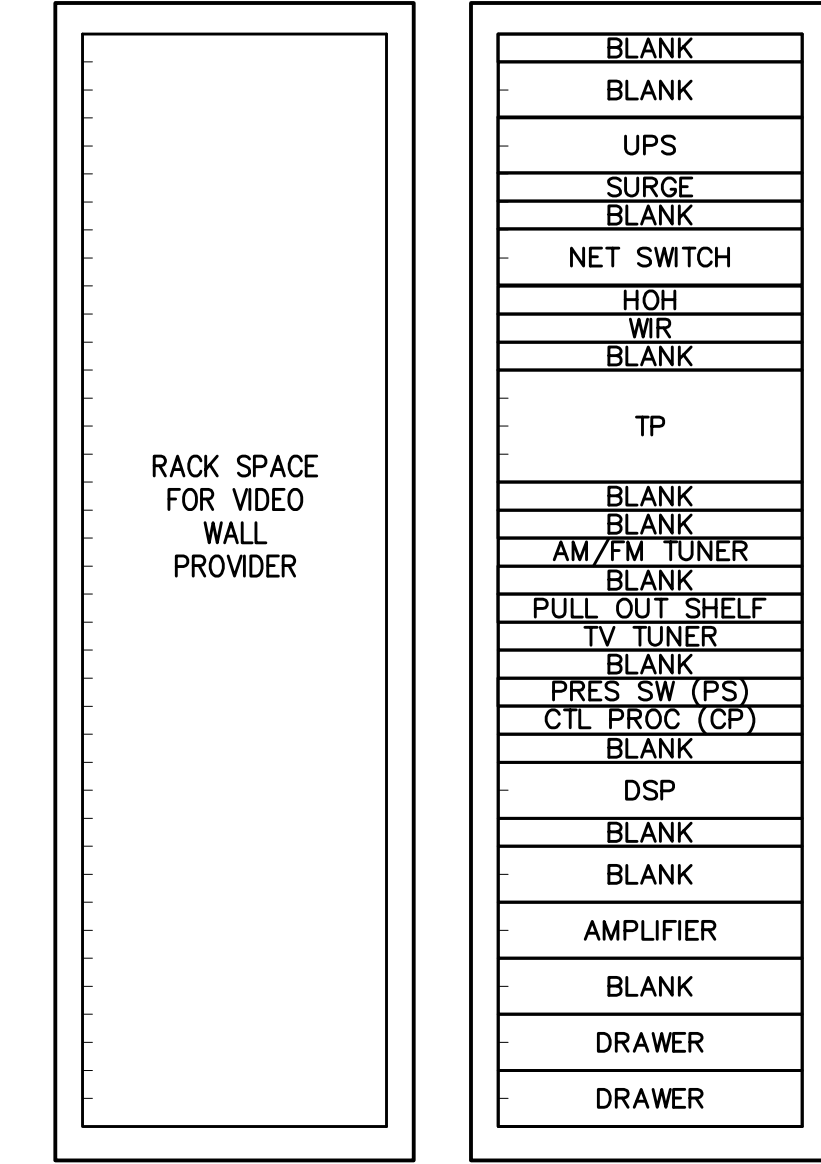 RACK SPACE
FOR VIDEO
WALL
PROVIDER
BLANK
BLANK
UPS
SURGE
BLANK
NET SWITCH
HOH
WIR
BLANK
TP
BLANK
BLANK
AM/FM TUNER
BLANK
PULL OUT SHELF
TV TUNER
BLANK
PRES SW (PS)
CTL PROC (CP)
BLANK
DSP
BLANK
BLANK
AMPLIFIER
BLANK
DRAWER
DRAWER